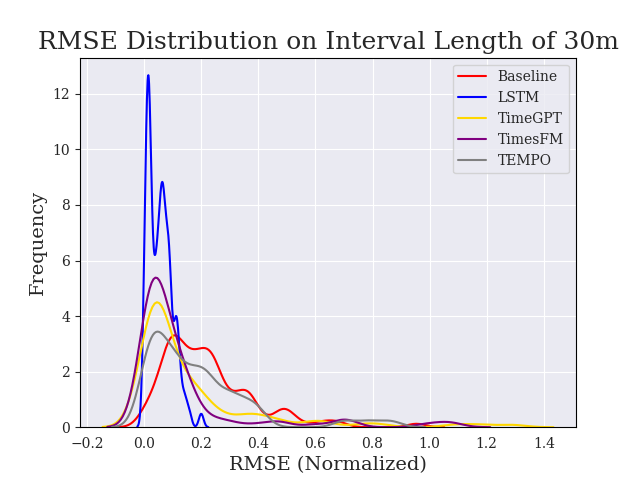 RMSE Distribution on Interval Length of 30m
Frequency
12
10
8
6
4
2
0
−0.2 0.0 0.2 0.4 0.6 0.8 1.0 1.2 1.4
RMSE (Normalized)
Baseline
LSTM
TimeGPT
TimesFM
TEMPO